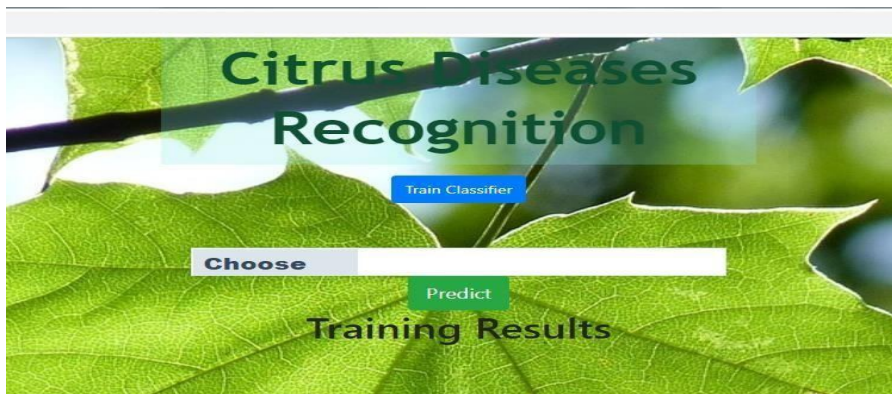 Citrus Diseases
Recognition
Train Classifier
Choose
Predict
Training Results